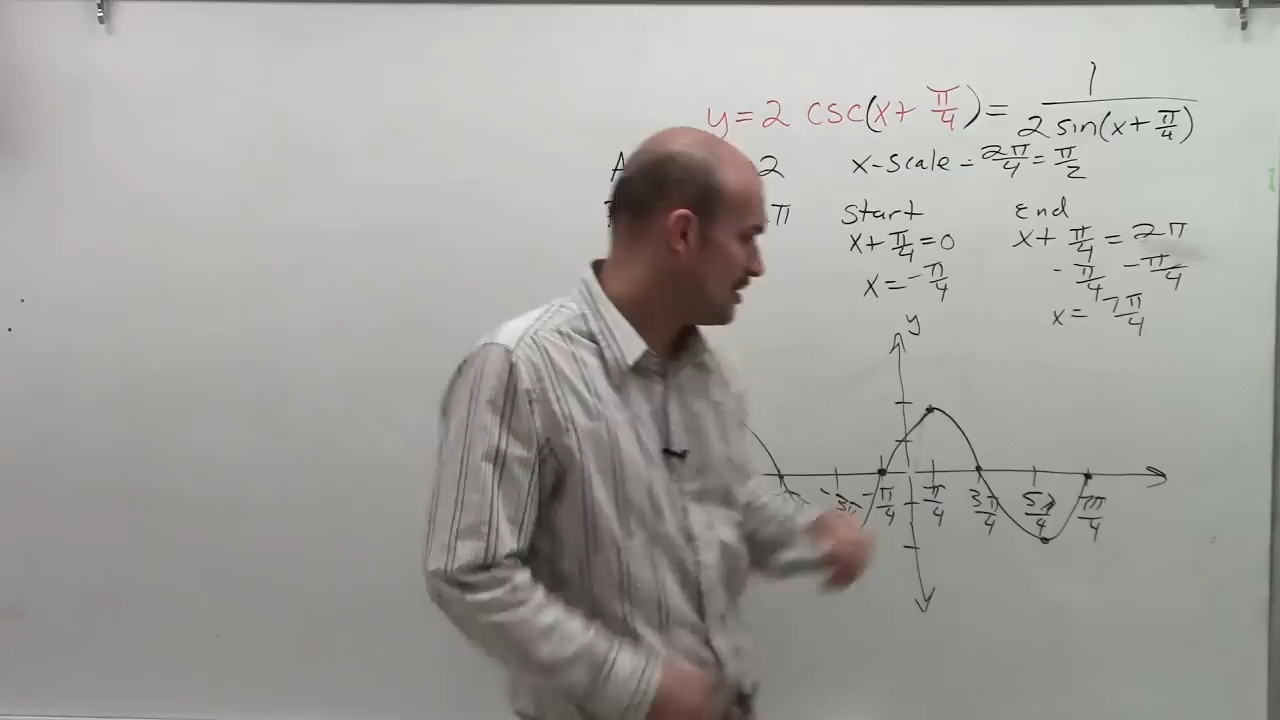 y = 2 csc(x + π/4) = 1/(2 sin(x + π/4))
A 2 x-scale = 2π/4 = π/2
π Start End
x + π/4 = 0 x + π/4 = 2π
x = -π/4 - π/4 - π/4
x = 7π/4
y
-π/4 π/4 3π/4 5π/4 7π/4